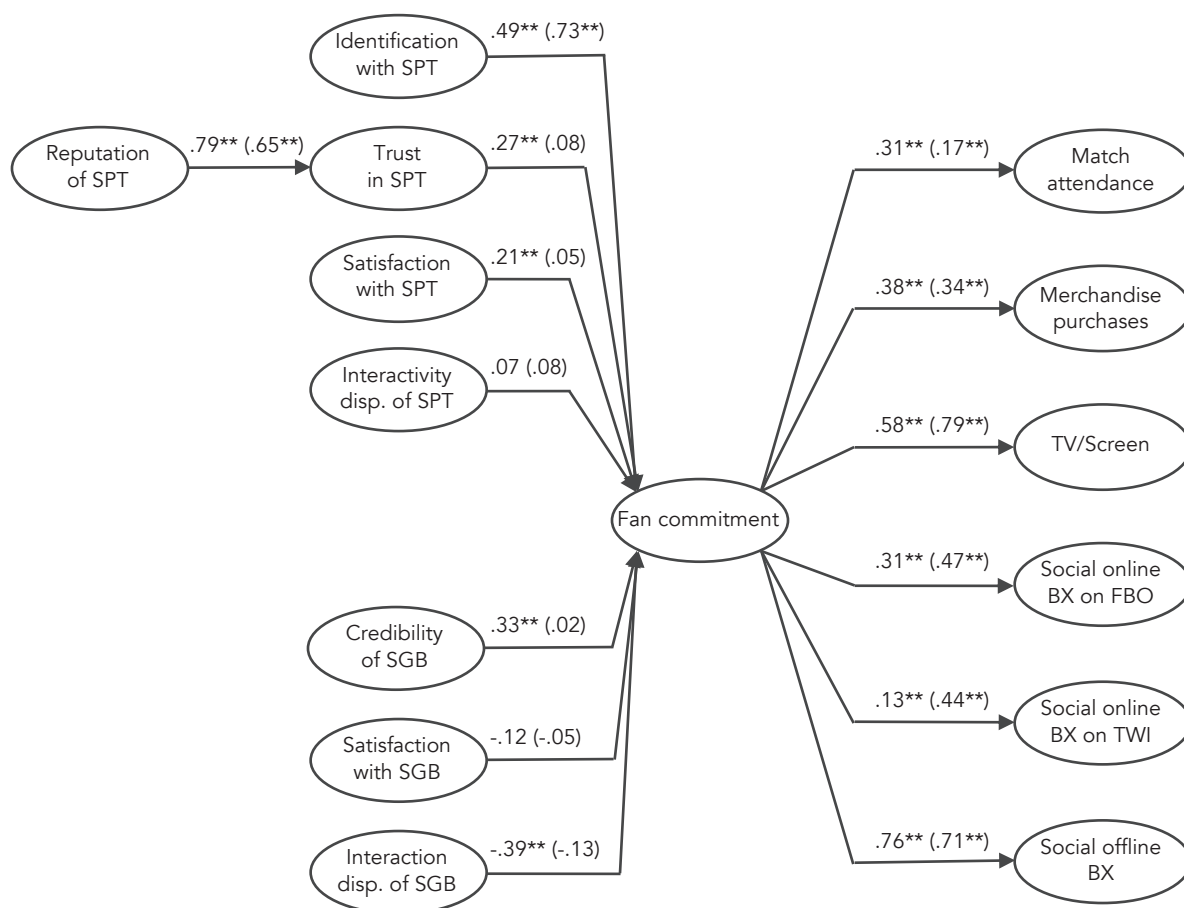 Identification
with SPT
.49** (.73**)
Reputation
of SPT
.79** (.65**)
Trust
in SPT
.27** (.08)
Satisfaction
with SPT
.21** (.05)
Interactivity
disp. of SPT
.07 (.08)
Fan commitment
Credibility
of SGB
.33** (.02)
Satisfaction
with SGB
-.12 (-.05)
Interaction
disp. of SGB
-.39** (-.13)
.31** (.17**)
Match
attendance
.38** (.34**)
Merchandise
purchases
.58** (.79**)
TV/Screen
.31** (.47**)
Social online
BX on FBO
.13** (.44**)
Social online
BX on TWI
.76** (.71**)
Social offline
BX